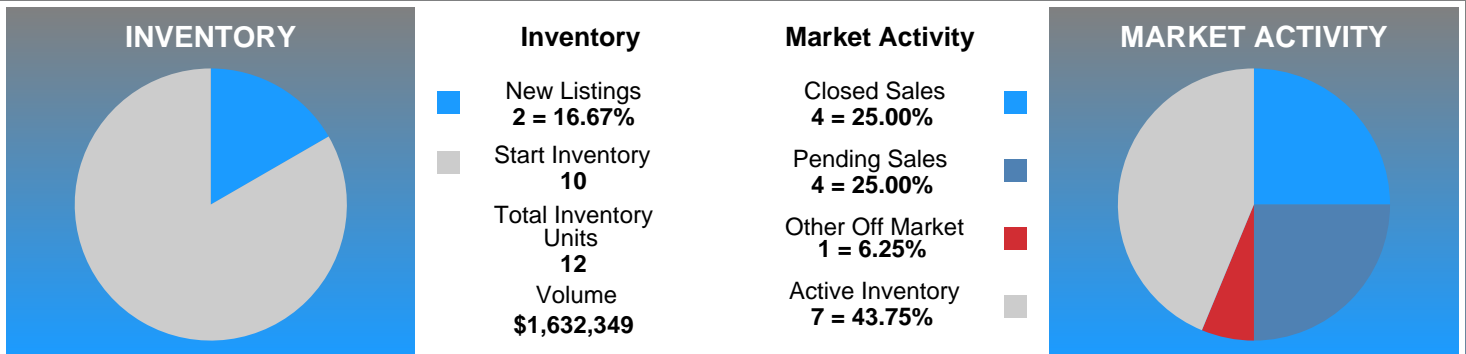 INVENTORY
Inventory
New Listings
2 = 16.67%
Start Inventory
10
Total Inventory
Units
12
Volume
$1,632,349
Market Activity
Closed Sales
4 = 25.00%
Pending Sales
4 = 25.00%
Other Off Market
1 = 6.25%
Active Inventory
7 = 43.75%
MARKET ACTIVITY